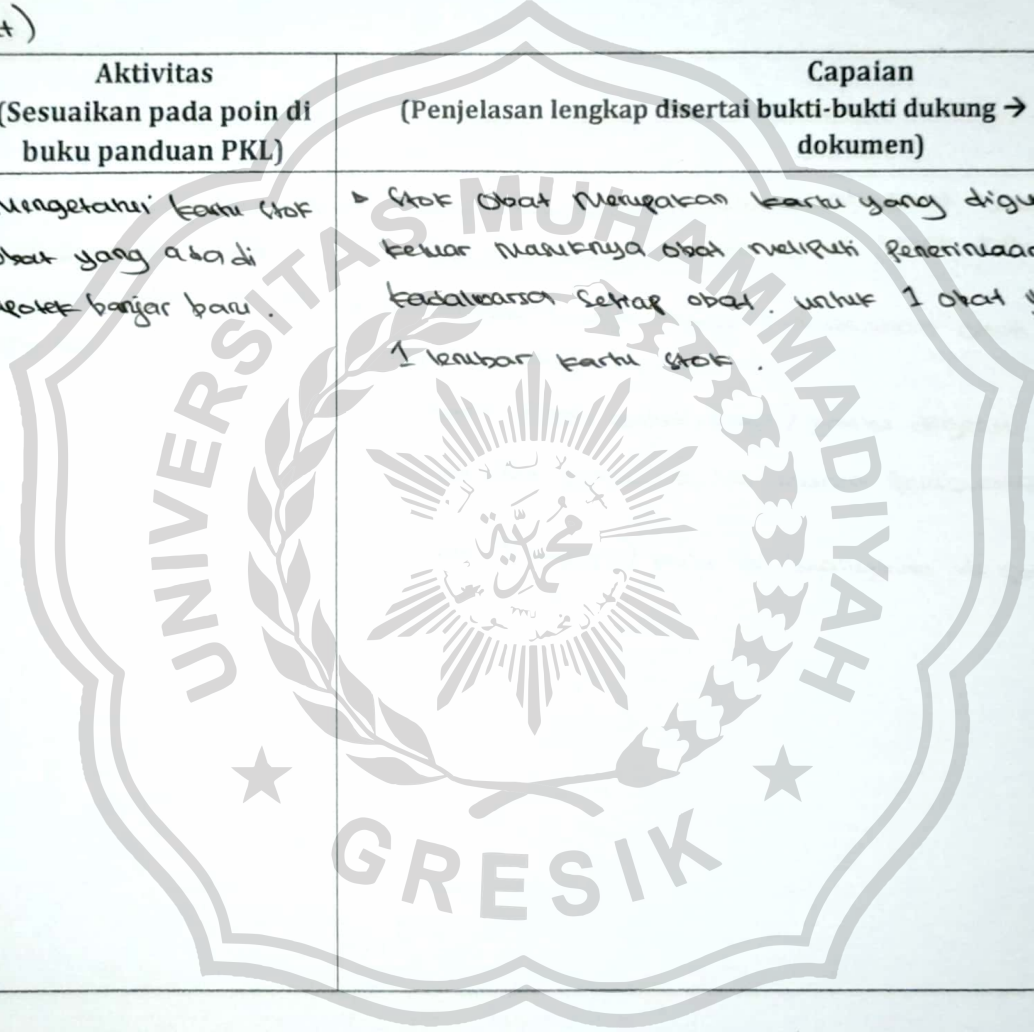 t)
Aktivitas
(Sesuaikan pada poin di
buku panduan PKL)
Capaian
(Penjelasan lengkap disertai bukti-bukti dukung →
dokumen)
Mengetahui kartu stok
obat yang ada di
apotek banjar baru.
▸ Stok Obat Merupakan kartu yang digu
keluar masuknya obat meliputi Penerimaan
kadaluarsa Setiap obat. untuk 1 obat y
1 lembar kartu stok.
UNIVERSITAS MUHAMMADIYAH
GRESIK
محمد